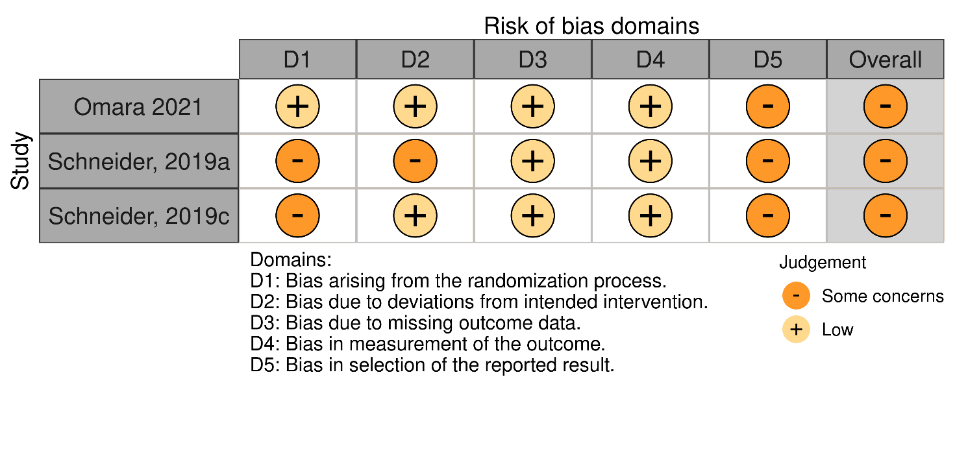 Risk of bias domains
D1 D2 D3 D4 D5 Overall
Study
Omara 2021 + + + + - -
Schneider, 2019a - - + + - -
Schneider, 2019c - + + + - -
Domains:
D1: Bias arising from the randomization process.
D2: Bias due to deviations from intended intervention.
D3: Bias due to missing outcome data.
D4: Bias in measurement of the outcome.
D5: Bias in selection of the reported result.
Judgement
- Some concerns
+ Low